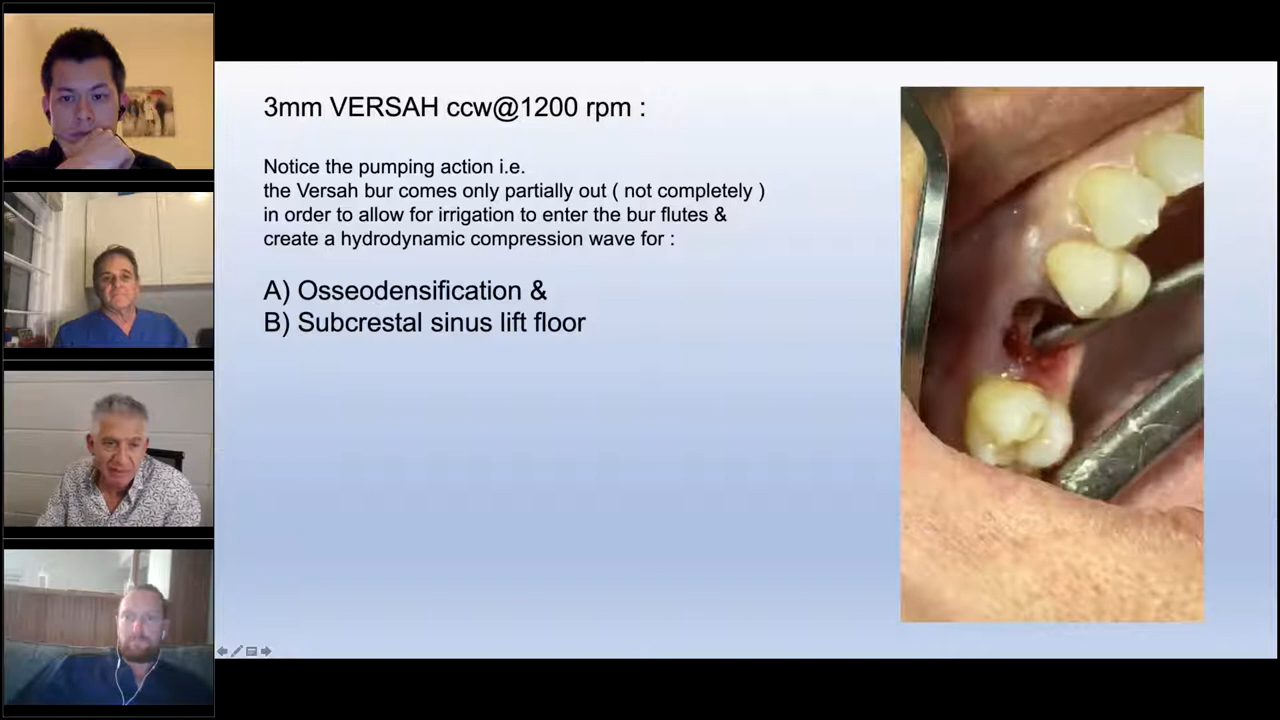 3mm VERSAH ccw@1200 rpm :
Notice the pumping action i.e.
the Versah bur comes only partially out ( not completely )
in order to allow for irrigation to enter the bur flutes &
create a hydrodynamic compression wave for :
A) Osseodensification &
B) Subcrestal sinus lift floor